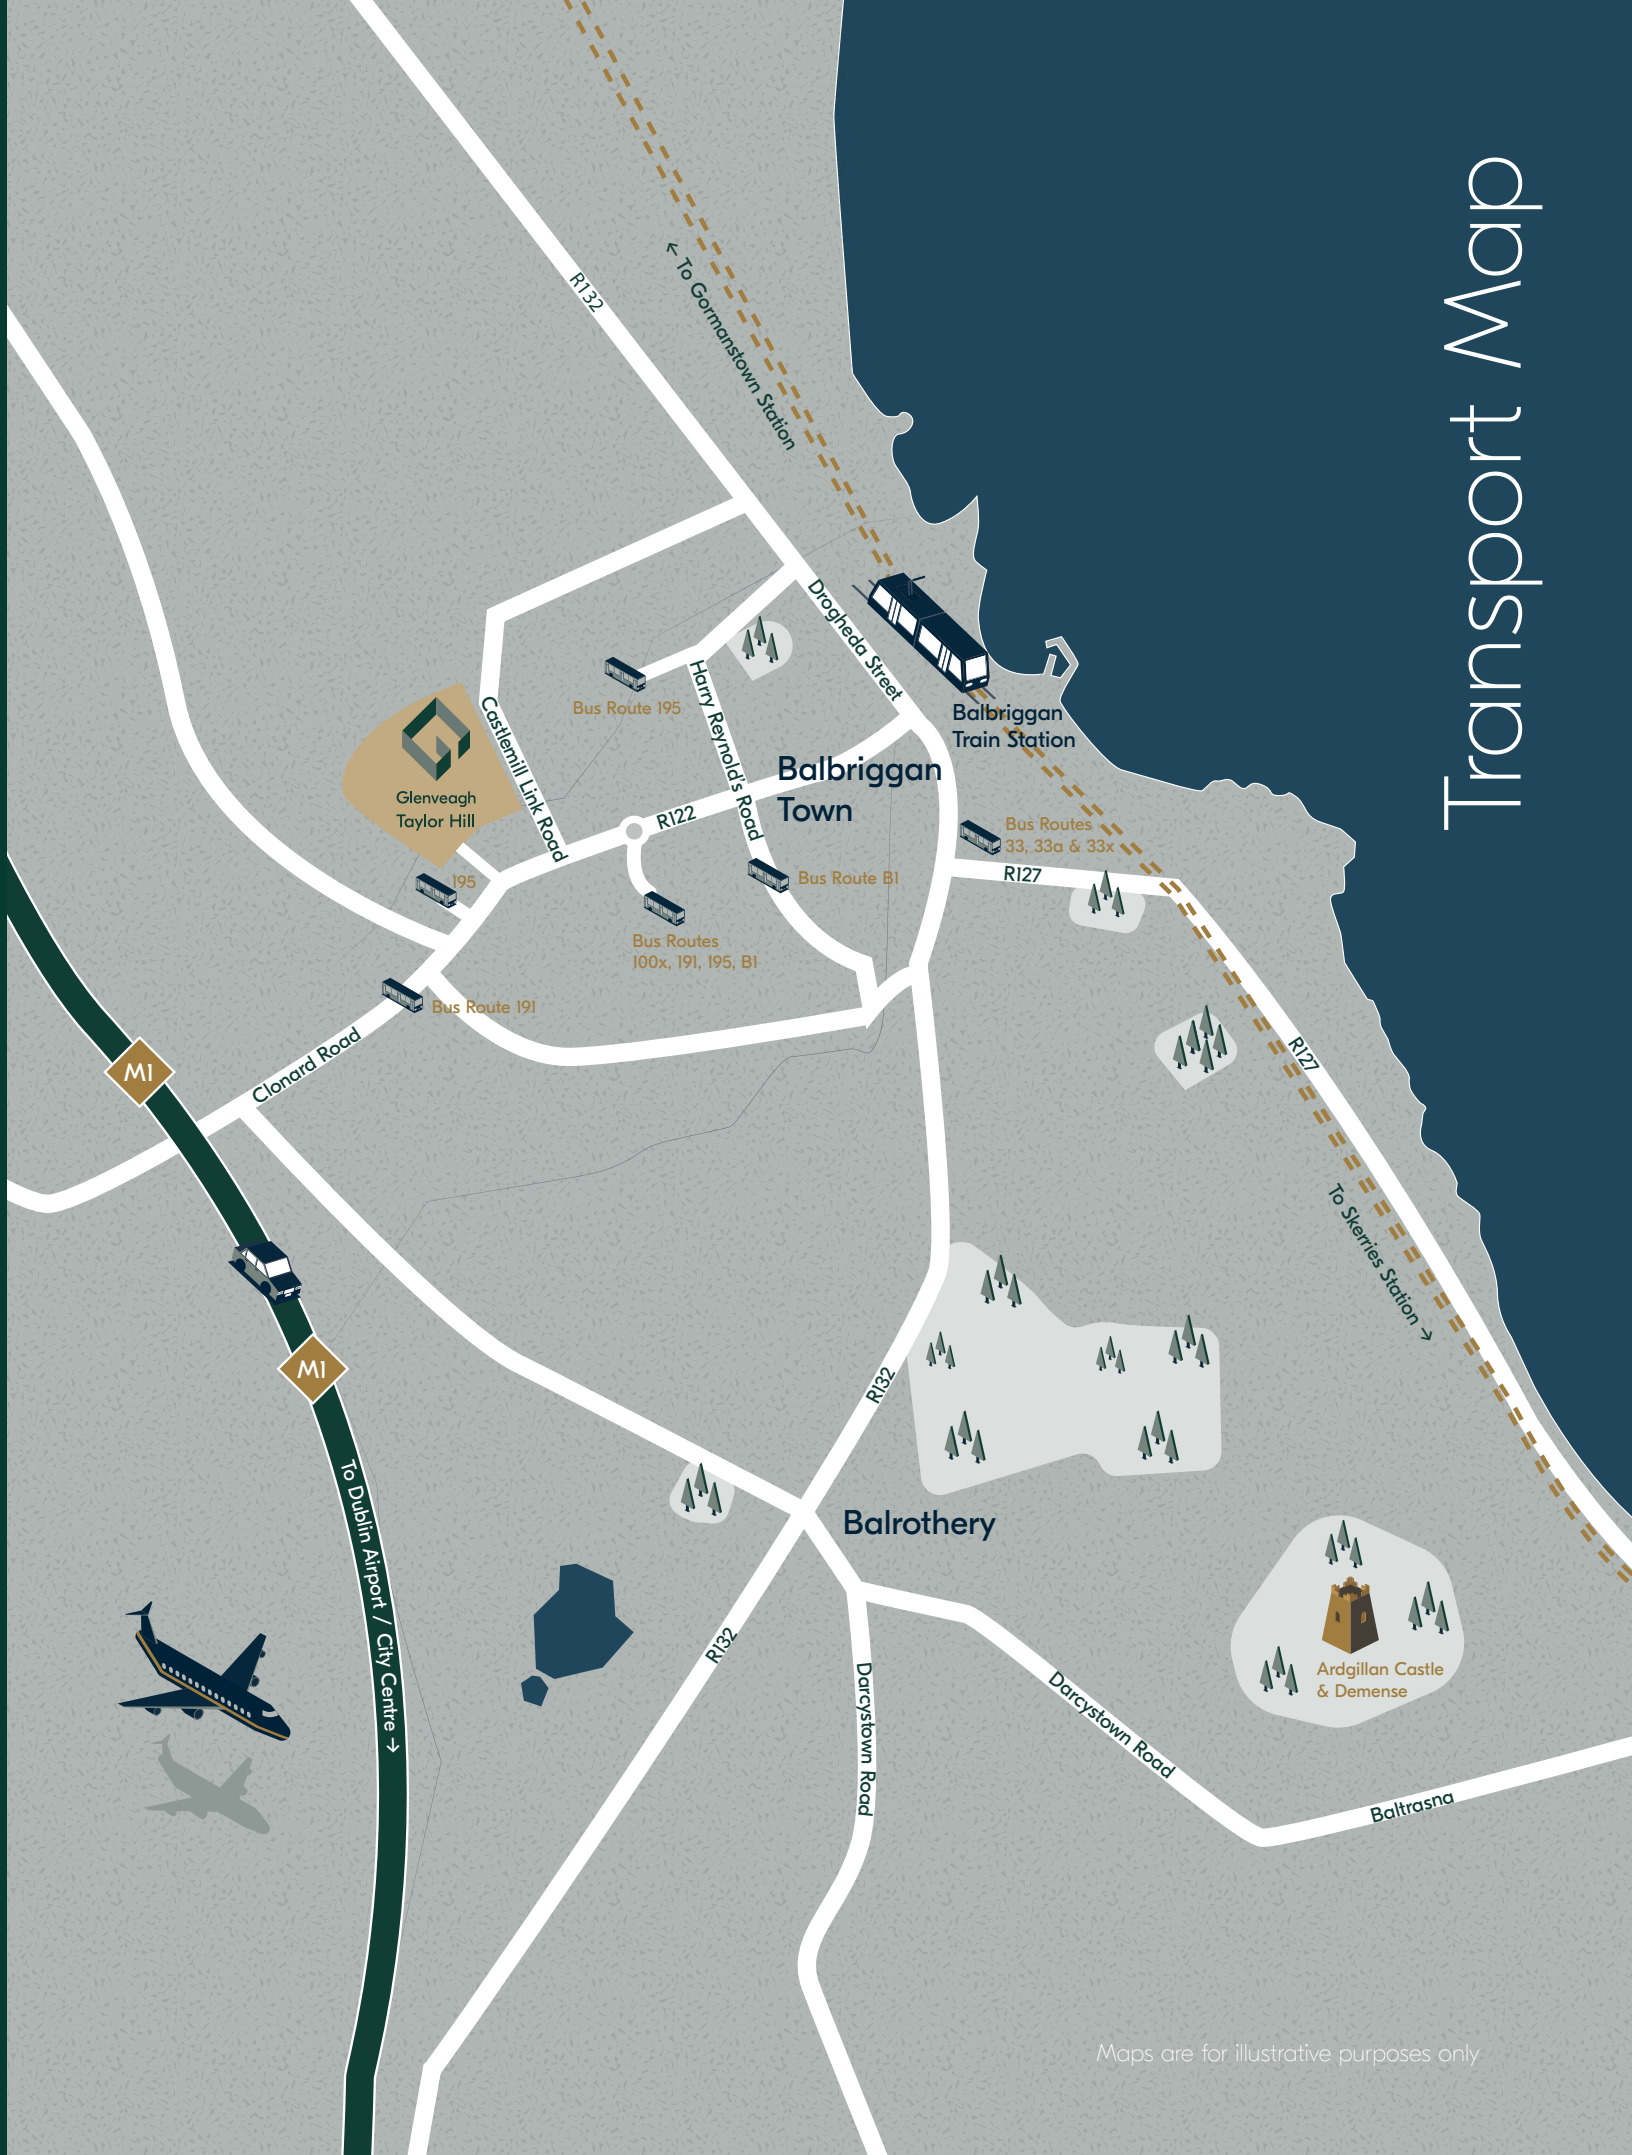 Transport Map
R132
← To Gormanstown Station
Drogheda Street
Bus Route 195
Harry Reynold's Road
Castlemill Link Road
Balbriggan
Train Station
Balbriggan
Town
Glenveagh
Taylor Hill
R122
Bus Routes
33, 33a & 33x
R127
195
Bus Route B1
Bus Routes
100x, 191, 195, B1
Bus Route 191
Clonard Road
M1
R127
To Skerries Station →
M1
R132
To Dublin Airport / City Centre →
Balrothery
R132
Darcystown Road
Darcystown Road
Ardgillan Castle
& Demense
Baltrasna
Maps are for illustrative purposes only